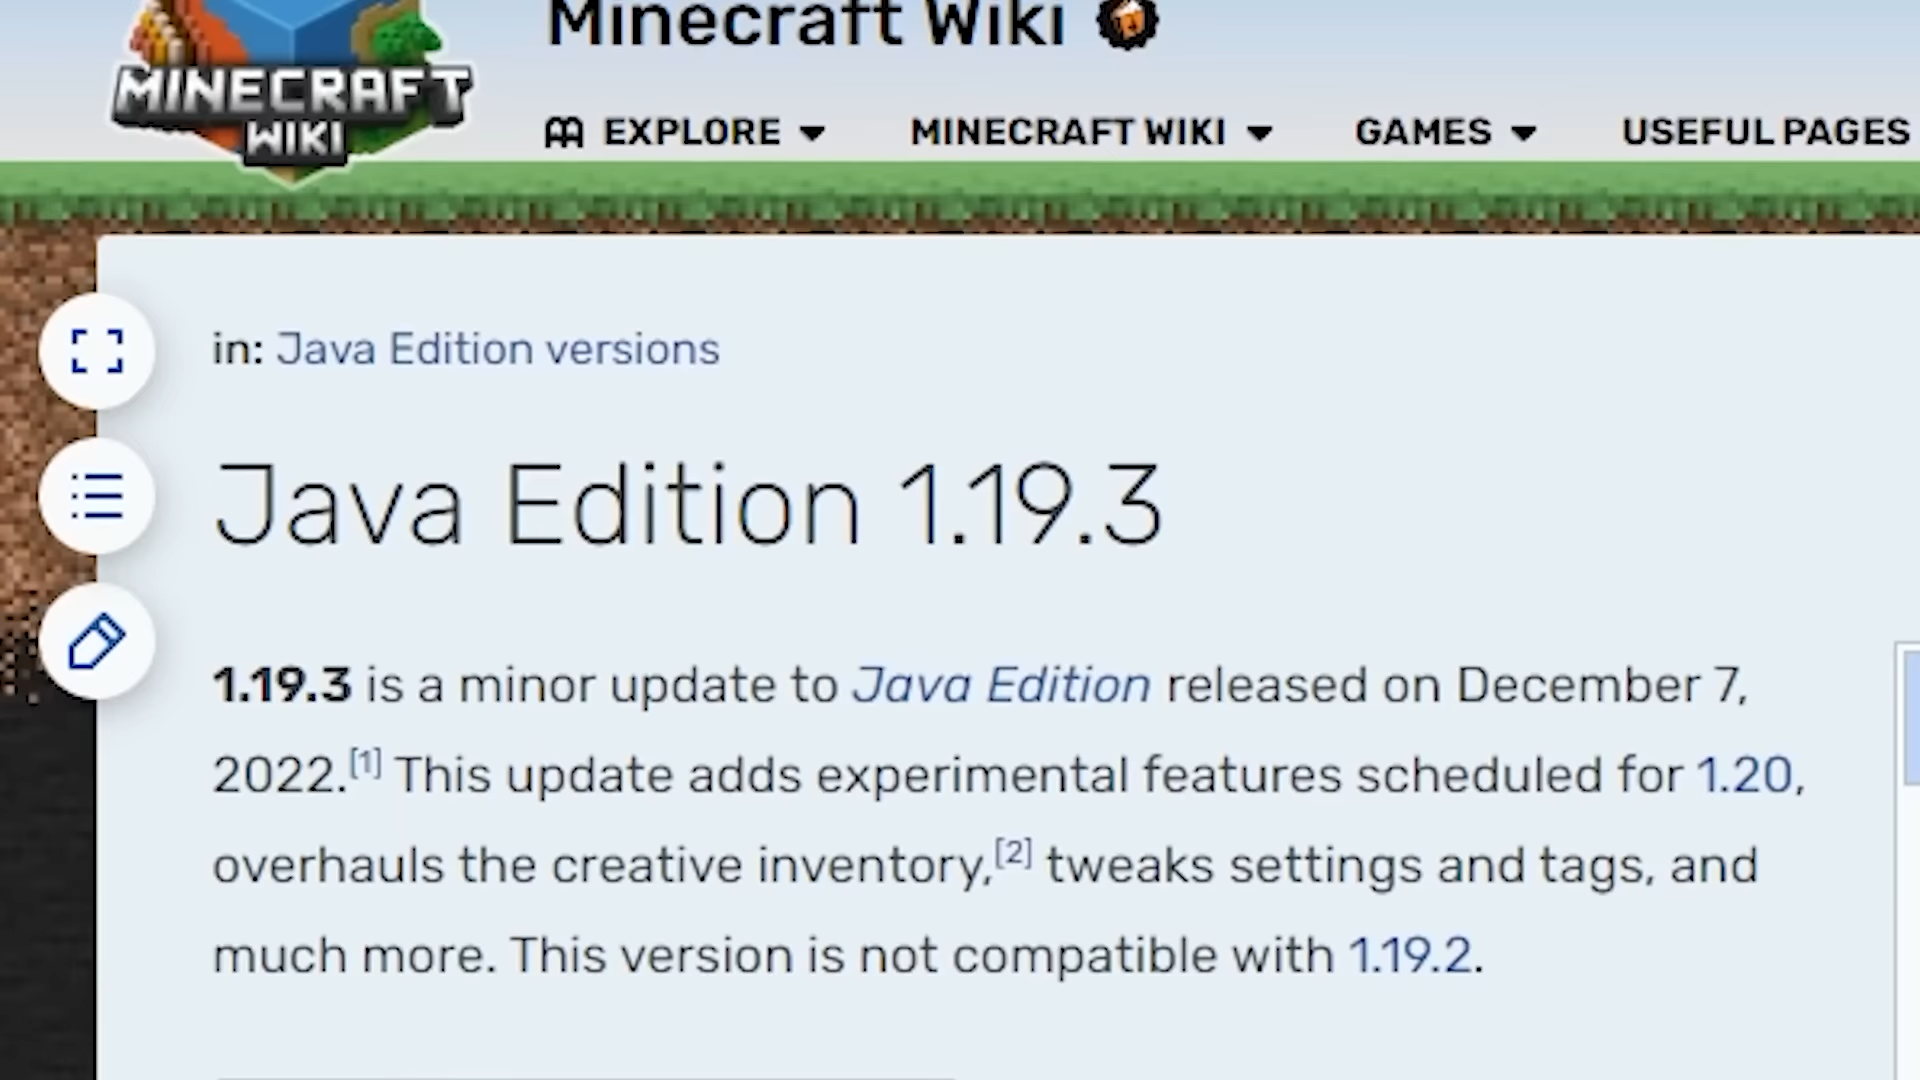 Minecraft Wiki
MINECRAFT
WIKI
EXPLORE
MINECRAFT WIKI
GAMES
USEFUL PAGES
in: Java Edition versions
Java Edition 1.19.3
1.19.3 is a minor update to Java Edition released on December 7,
2022.[1] This update adds experimental features scheduled for 1.20,
overhauls the creative inventory,[2] tweaks settings and tags, and
much more. This version is not compatible with 1.19.2.